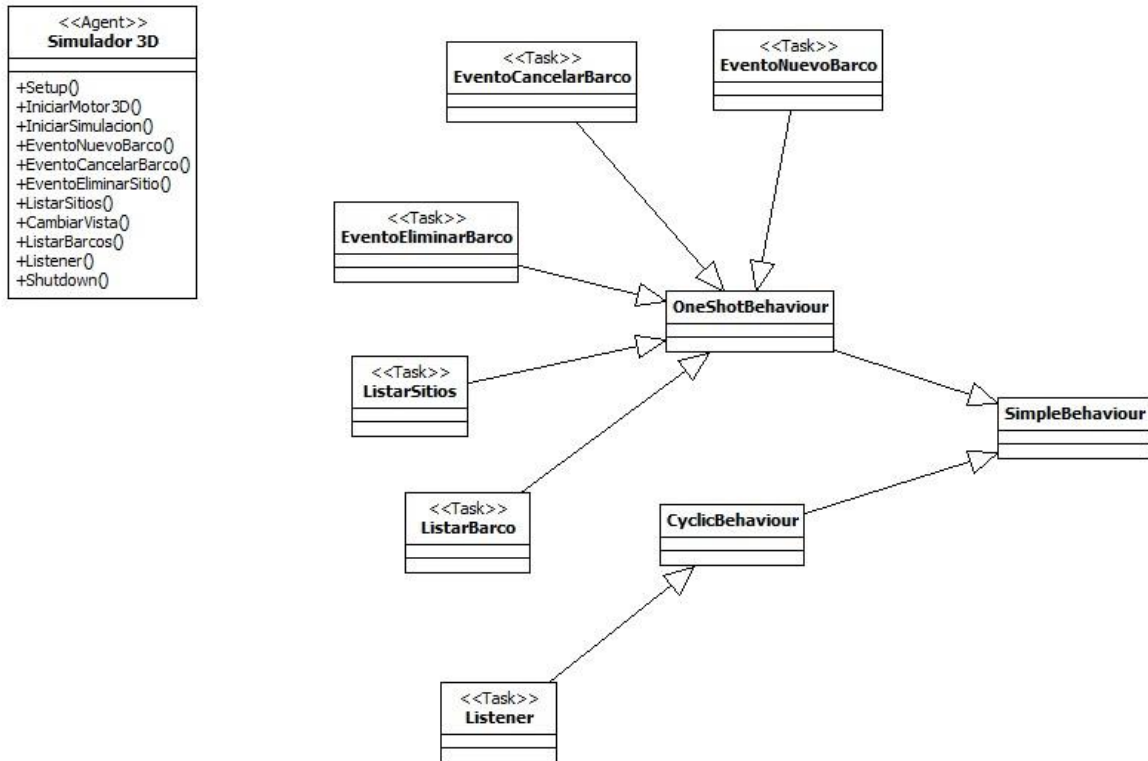 <<Agent>>
Simulador 3D
+Setup()
+IniciarMotor3D()
+IniciarSimulacion()
+EventoNuevoBarco()
+EventoCancelarBarco()
+EventoEliminarSitio()
+ListarSitios()
+CambiarVista()
+ListarBarcos()
+Listener()
+Shutdown()
<<Task>>
EventoCancelarBarco
<<Task>>
EventoNuevoBarco
<<Task>>
EventoEliminarBarco
OneShotBehaviour
<<Task>>
ListarSitios
SimpleBehaviour
<<Task>>
ListarBarco
CyclicBehaviour
<<Task>>
Listener